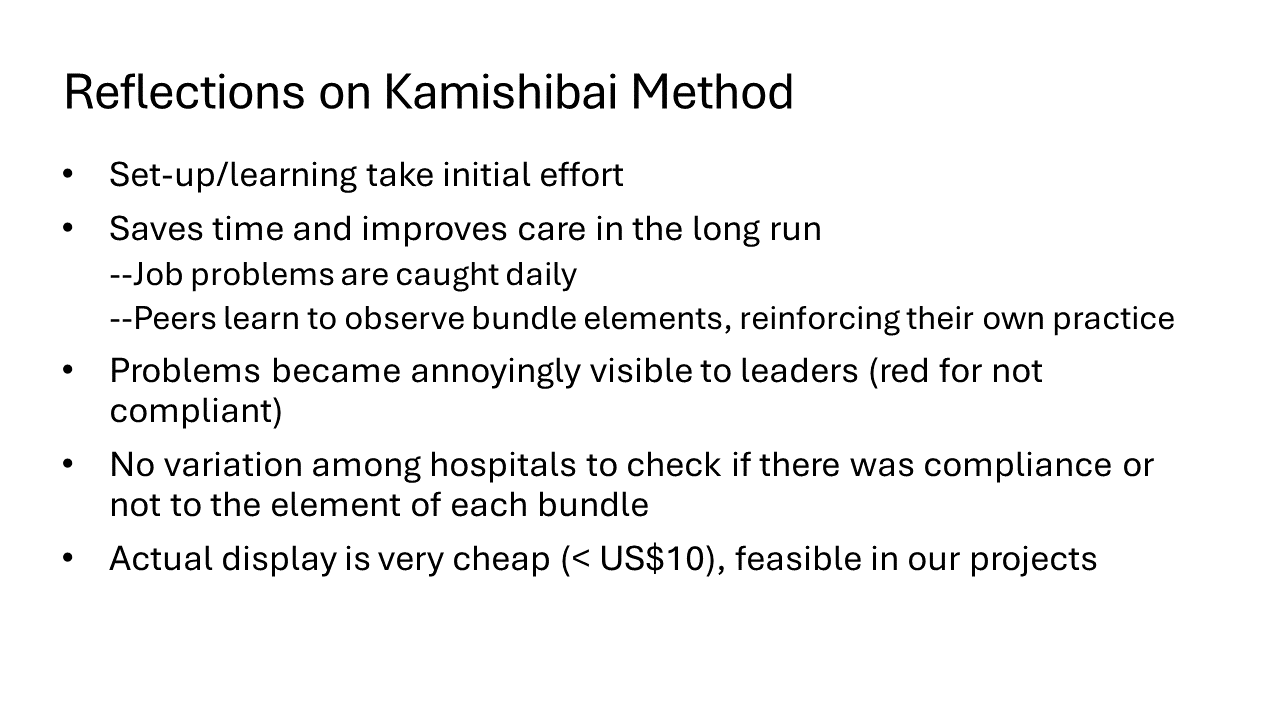 Reflections on Kamishibai Method
• Set-up/learning take initial effort
• Saves time and improves care in the long run
--Job problems are caught daily
--Peers learn to observe bundle elements, reinforcing their own practice
• Problems became annoyingly visible to leaders (red for not
compliant)
• No variation among hospitals to check if there was compliance or
not to the element of each bundle
• Actual display is very cheap (< US$10), feasible in our projects